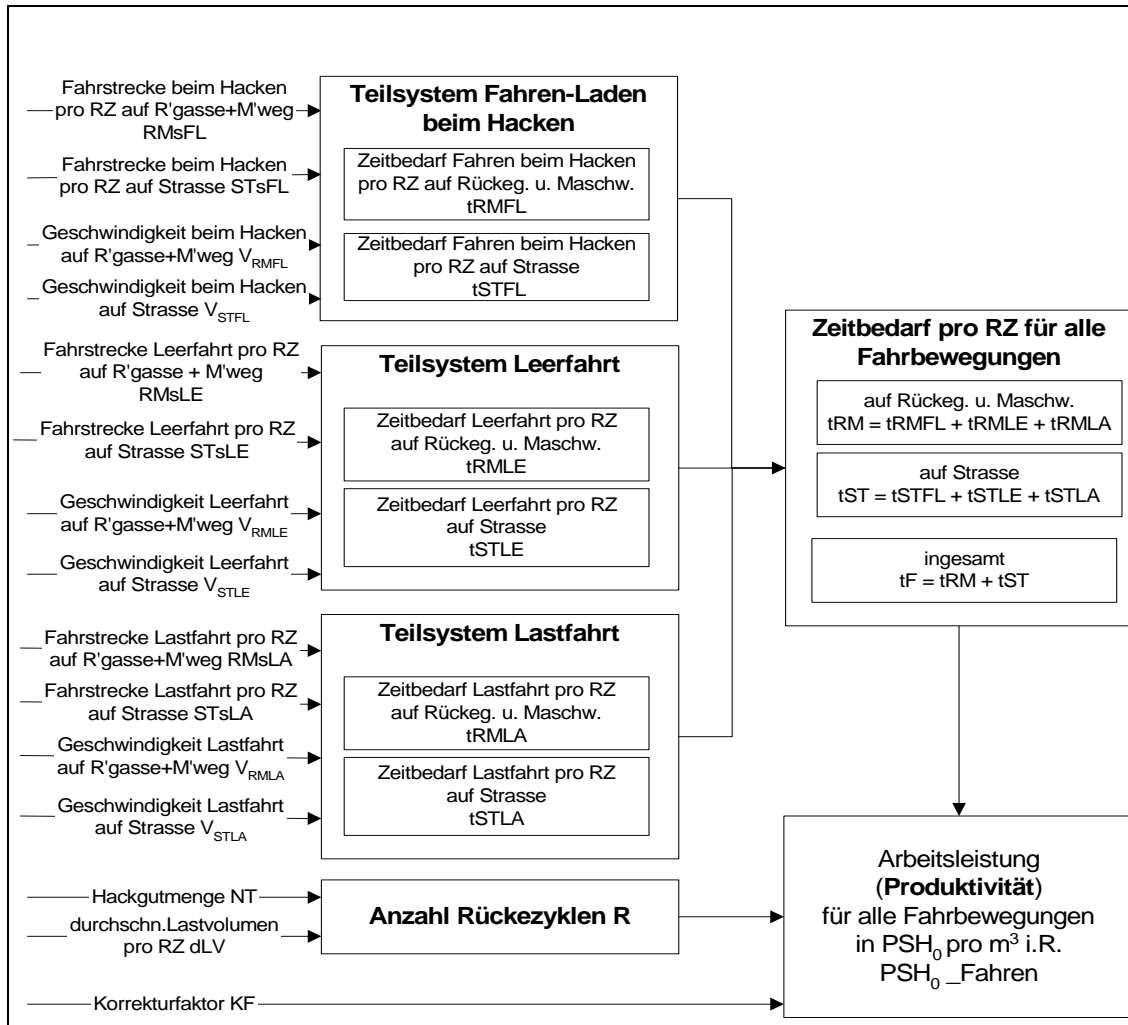 Fahrstrecke beim Hacken
pro RZ auf R'gasse+M'weg
RMsFL
Fahrstrecke beim Hacken
pro RZ auf Strasse STsFL
Geschwindigkeit beim Hacken
auf R'gasse+M'weg V_RMFL
Geschwindigkeit beim Hacken
auf Strasse V_STFL
Teilsystem Fahren-Laden
beim Hacken
Zeitbedarf Fahren beim Hacken
pro RZ auf Rückeg. u. Maschw.
tRMFL
Zeitbedarf Fahren beim Hacken
pro RZ auf Strasse
tSTFL
Fahrstrecke Leerfahrt pro RZ
auf R'gasse + M'weg
RMsLE
Fahrstrecke Leerfahrt pro RZ
auf Strasse STsLE
Geschwindigkeit Leerfahrt
auf R'gasse+M'weg V_RMLE
Geschwindigkeit Leerfahrt
auf Strasse V_STLE
Teilsystem Leerfahrt
Zeitbedarf Leerfahrt pro RZ
auf Rückeg. u. Maschw.
tRMLE
Zeitbedarf Leerfahrt pro RZ
auf Strasse
tSTLE
Fahrstrecke Lastfahrt pro RZ
auf R'gasse+M'weg RMsLA
Fahrstrecke Lastfahrt pro RZ
auf Strasse STsLA
Geschwindigkeit Lastfahrt
auf R'gasse+M'weg V_RMLA
Geschwindigkeit Lastfahrt
auf Strasse V_STLA
Teilsystem Lastfahrt
Zeitbedarf Lastfahrt pro RZ
auf Rückeg. u. Maschw.
tRMLA
Zeitbedarf Lastfahrt pro RZ
auf Strasse
tSTLA
Hackgutmenge NT
durchschn.Lastvolumen
pro RZ dLV
Anzahl Rückezyklen R
Korrekturfaktor KF
Zeitbedarf pro RZ für alle
Fahrbewegungen
auf Rückeg. u. Maschw.
tRM = tRMFL + tRMLE + tRMLA
auf Strasse
tST = tSTFL + tSTLE + tSTLA
ingesamt
tF = tRM + tST
Arbeitsleistung
(Produktivität)
für alle Fahrbewegungen
in PSH₀ pro m³ i.R.
PSH₀ _Fahren